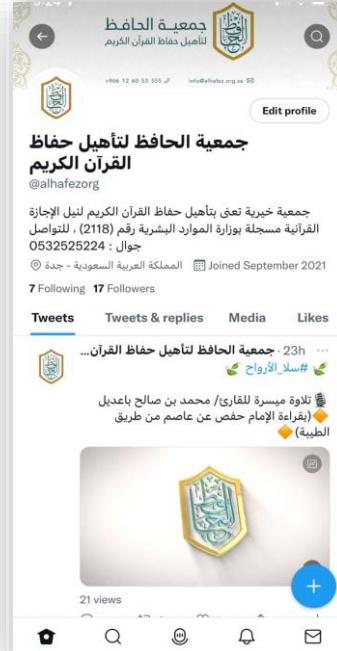 5:24
جمعيـة الحافـظ
لتأهيل حفاظ القرآن الكريم
+966 12 60 53 555
info@alhafez.org.sa
Edit profile
جمعية الحافظ لتأهيل حفاظ
القرآن الكريم
@alhafezorg
جمعية خيرية تعنى بتأهيل حفاظ القرآن الكريم لنيل الإجازة
القرآنية مسجلة بوزارة الموارد البشرية رقم (2118) ، للتواصل
جوال : 0532525224
المملكة العربية السعودية - جدة
Joined September 2021
7 Following 17 Followers
Tweets Tweets & replies Media Likes
جمعية الحافظ لتأهيل حفاظ القرآن... · 23h
🌿 #سلا_الأرواح 🌿
🎙️ تلاوة ميسرة للقارئ/ محمد بن صالح باعديل
🔶(بقراءة الإمام حفص عن عاصم من طريق
الطيبة)🔶
21 views